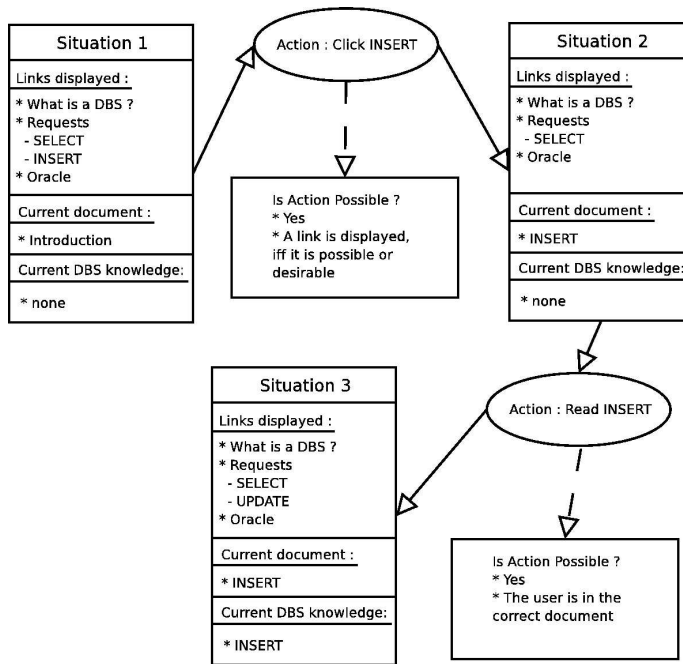 Situation 1
Links displayed :
* What is a DBS ?
* Requests
- SELECT
- INSERT
* Oracle
Current document :
* Introduction
Current DBS knowledge:
* none
Action : Click INSERT
Is Action Possible ?
* Yes
* A link is displayed,
iff it is possible or
desirable
Situation 2
Links displayed :
* What is a DBS ?
* Requests
- SELECT
* Oracle
Current document :
* INSERT
Current DBS knowledge:
* none
Action : Read INSERT
Is Action Possible ?
* Yes
* The user is in the
correct document
Situation 3
Links displayed :
* What is a DBS ?
* Requests
- SELECT
- UPDATE
* Oracle
Current document :
* INSERT
Current DBS knowledge:
* INSERT